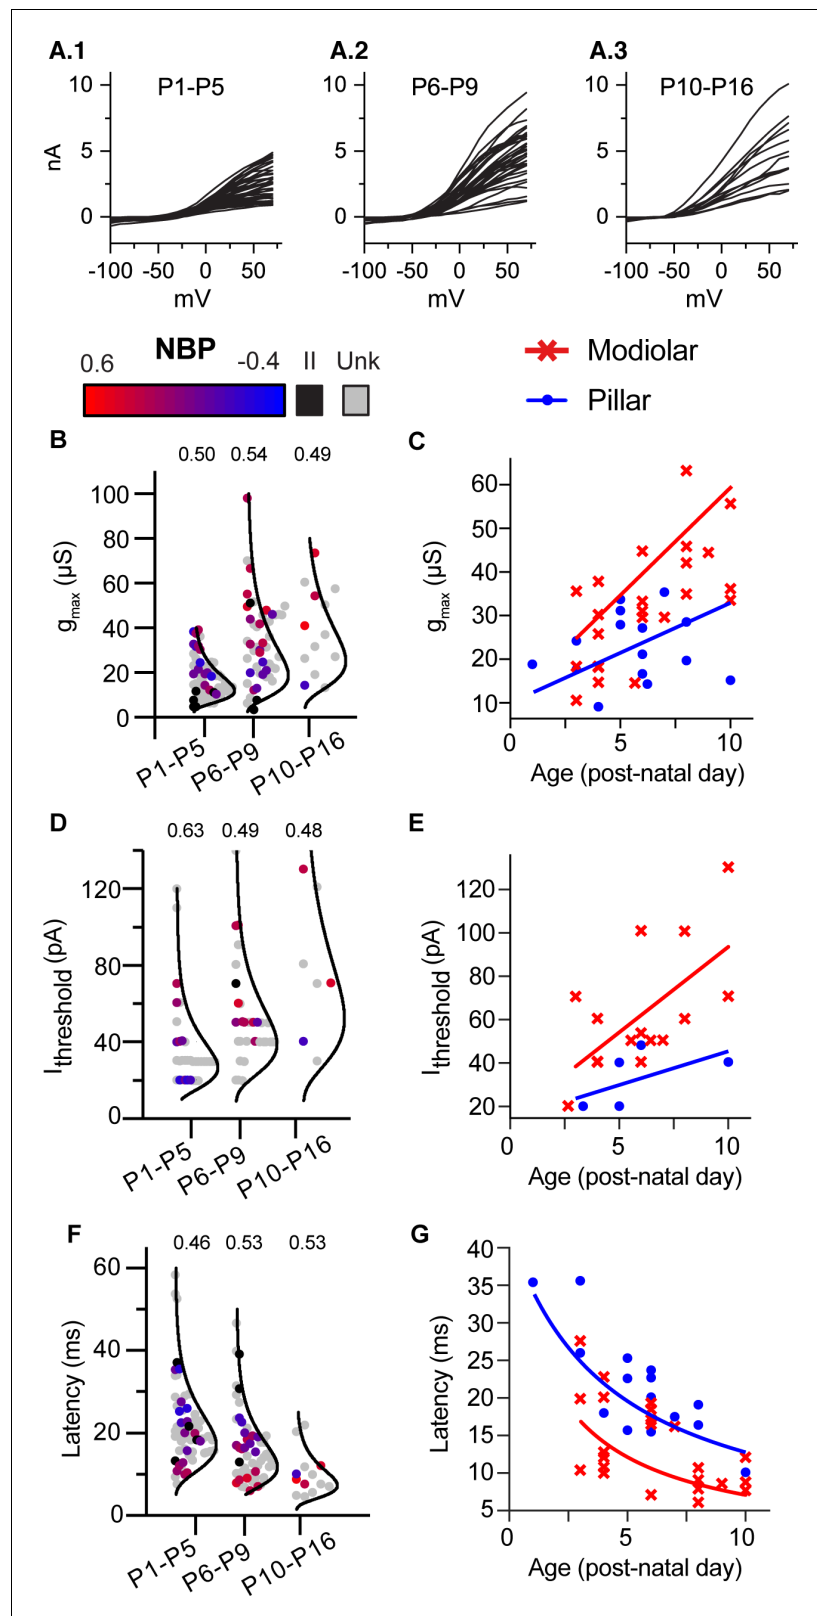 A.1
A.2
A.3
P1-P5
P6-P9
P10-P16
nA
10
5
0
10
5
0
10
5
0
-100 -50 0 50
-100 -50 0 50
-100 -50 0 50
mV
mV
mV
NBP
0.6
-0.4
II
Unk
Modiolar
Pillar
B
0.50 0.54 0.49
gmax (µS)
100
80
60
40
20
0
P1-P5
P6-P9
P10-P16
C
gmax (µS)
60
50
40
30
20
10
0 5 10
Age (post-natal day)
D
0.63 0.49 0.48
Ithreshold (pA)
120
80
40
0
P1-P5
P6-P9
P10-P16
E
Ithreshold (pA)
120
100
80
60
40
20
0 5 10
Age (post-natal day)
F
0.46 0.53 0.53
Latency (ms)
60
40
20
0
P1-P5
P6-P9
P10-P16
G
Latency (ms)
40
35
30
25
20
15
10
5
0 5 10
Age (post-natal day)